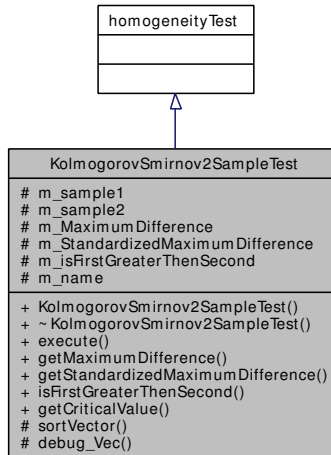 homogeneityTest
KolmogorovSmirnov2SampleTest
# m_sample1
# m_sample2
# m_MaximumDifference
# m_StandardizedMaximumDifference
# m_isFirstGreaterThenSecond
# m_name
+ KolmogorovSmirnov2SampleTest()
+ ~KolmogorovSmirnov2SampleTest()
+ execute()
+ getMaximumDifference()
+ getStandardizedMaximumDifference()
+ isFirstGreaterThenSecond()
+ getCriticalValue()
# sortVector()
# debug_Vec()